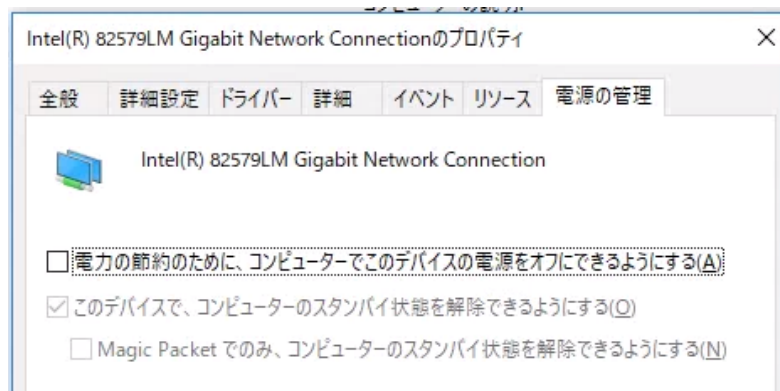 Intel(R) 82579LM Gigabit Network Connectionのプロパティ
全般 詳細設定 ドライバー 詳細 イベント リソース 電源の管理
Intel(R) 82579LM Gigabit Network Connection
電力の節約のために、コンピューターでこのデバイスの電源をオフにできるようにする(A)
このデバイスで、コンピューターのスタンバイ状態を解除できるようにする(O)
Magic Packet でのみ、コンピューターのスタンバイ状態を解除できるようにする(N)